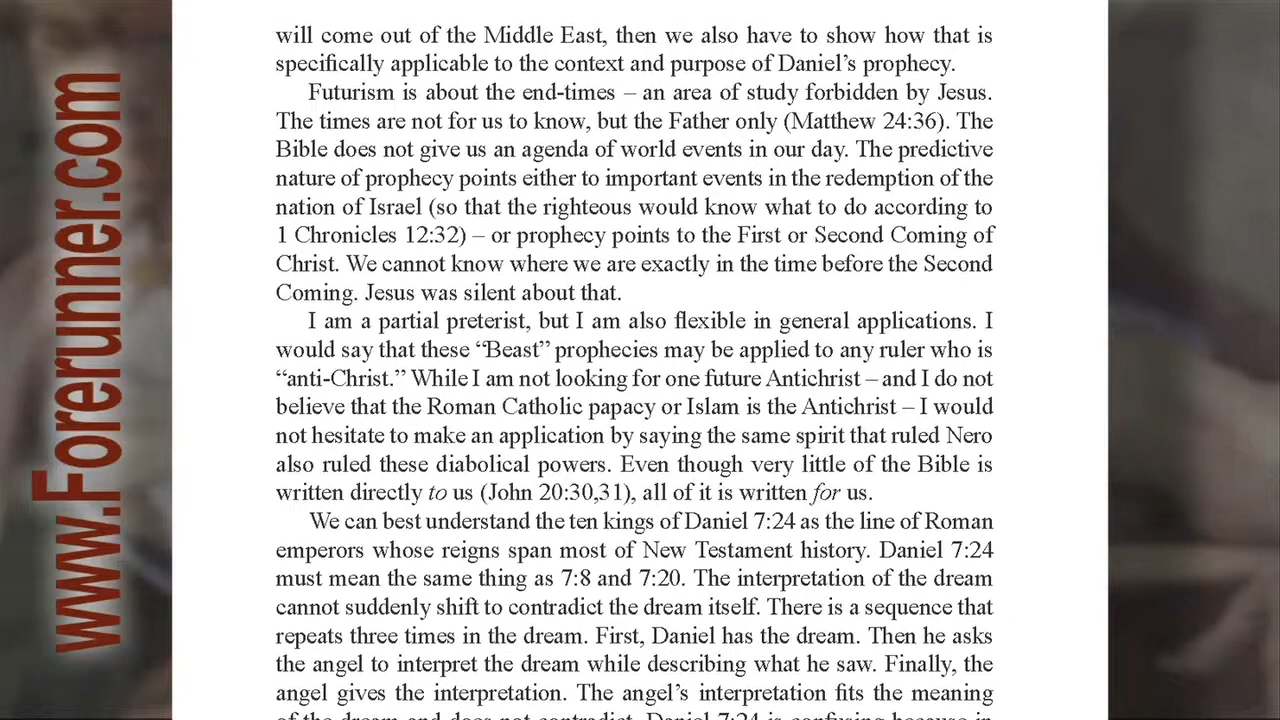 www.Forerunner.com
will come out of the Middle East, then we also have to show how that is
specifically applicable to the context and purpose of Daniel’s prophecy.
Futurism is about the end-times – an area of study forbidden by Jesus.
The times are not for us to know, but the Father only (Matthew 24:36). The
Bible does not give us an agenda of world events in our day. The predictive
nature of prophecy points either to important events in the redemption of the
nation of Israel (so that the righteous would know what to do according to
1 Chronicles 12:32) – or prophecy points to the First or Second Coming of
Christ. We cannot know where we are exactly in the time before the Second
Coming. Jesus was silent about that.
I am a partial preterist, but I am also flexible in general applications. I
would say that these “Beast” prophecies may be applied to any ruler who is
“anti-Christ.” While I am not looking for one future Antichrist – and I do not
believe that the Roman Catholic papacy or Islam is the Antichrist – I would
not hesitate to make an application by saying the same spirit that ruled Nero
also ruled these diabolical powers. Even though very little of the Bible is
written directly to us (John 20:30,31), all of it is written for us.
We can best understand the ten kings of Daniel 7:24 as the line of Roman
emperors whose reigns span most of New Testament history. Daniel 7:24
must mean the same thing as 7:8 and 7:20. The interpretation of the dream
cannot suddenly shift to contradict the dream itself. There is a sequence that
repeats three times in the dream. First, Daniel has the dream. Then he asks
the angel to interpret the dream while describing what he saw. Finally, the
angel gives the interpretation. The angel’s interpretation fits the meaning
of the dream and does not contradict. Daniel 7:24 is confusing because in